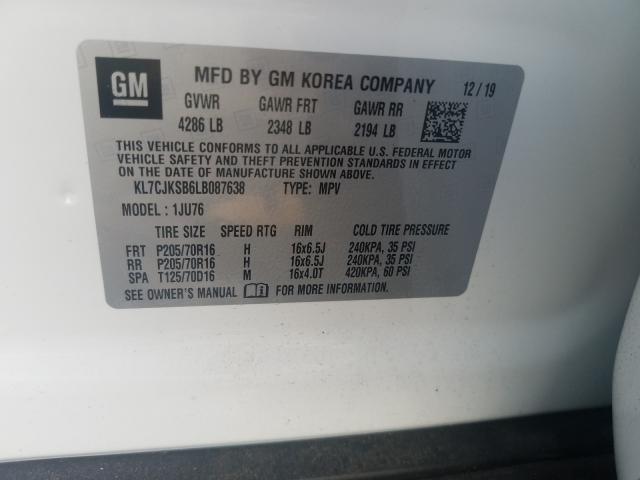 GM
MFD BY GM KOREA COMPANY 12/19
GVWR GAWR FRT GAWR RR
4286 LB 2348 LB 2194 LB
THIS VEHICLE CONFORMS TO ALL APPLICABLE U.S. FEDERAL MOTOR
VEHICLE SAFETY AND THEFT PREVENTION STANDARDS IN EFFECT
ON THE DATE OF MANUFACTURE SHOWN ABOVE.
KL7CJKSB6LB087638 TYPE: MPV
MODEL: 1JU76
TIRE SIZE SPEED RTG RIM COLD TIRE PRESSURE
FRT P205/70R16 H 16x6.5J 240KPA, 35 PSI
RR P205/70R16 H 16x6.5J 240KPA, 35 PSI
SPA T125/70D16 M 16x4.0T 420KPA, 60 PSI
SEE OWNER'S MANUAL FOR MORE INFORMATION.